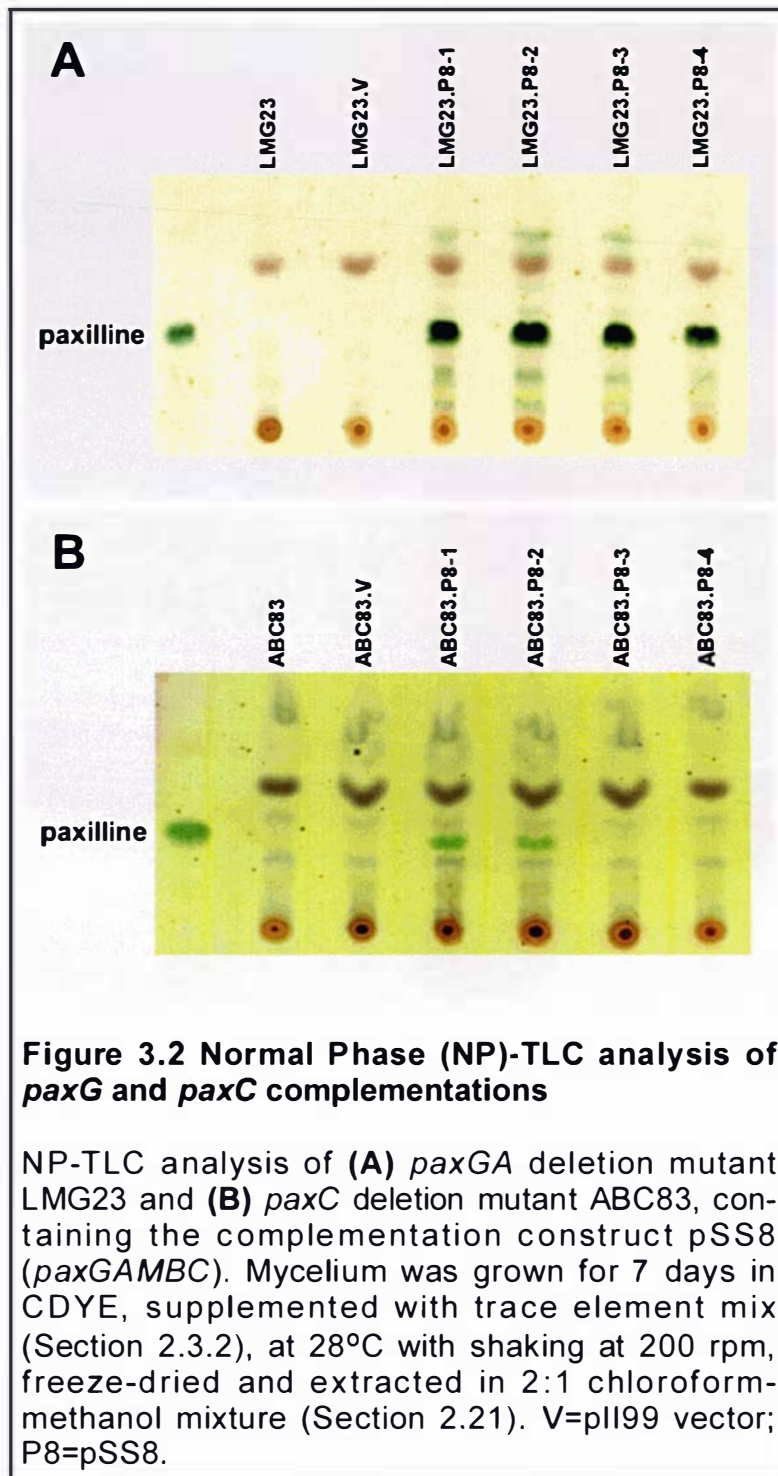 A
LMG23
LMG23.V
LMG23.P8-1
LMG23.P8-2
LMG23.P8-3
LMG23.P8-4
paxilline
B
ABC83
ABC83.V
ABC83.P8-1
ABC83.P8-2
ABC83.P8-3
ABC83.P8-4
paxilline
Figure 3.2 Normal Phase (NP)-TLC analysis of
paxG and paxC complementations
NP-TLC analysis of (A) paxGA deletion mutant
LMG23 and (B) paxC deletion mutant ABC83, con-
taining the complementation construct pSS8
(paxGAMBC). Mycelium was grown for 7 days in
CDYE, supplemented with trace element mix
(Section 2.3.2), at 28ºC with shaking at 200 rpm,
freeze-dried and extracted in 2:1 chloroform-
methanol mixture (Section 2.21). V=pII99 vector;
P8=pSS8.